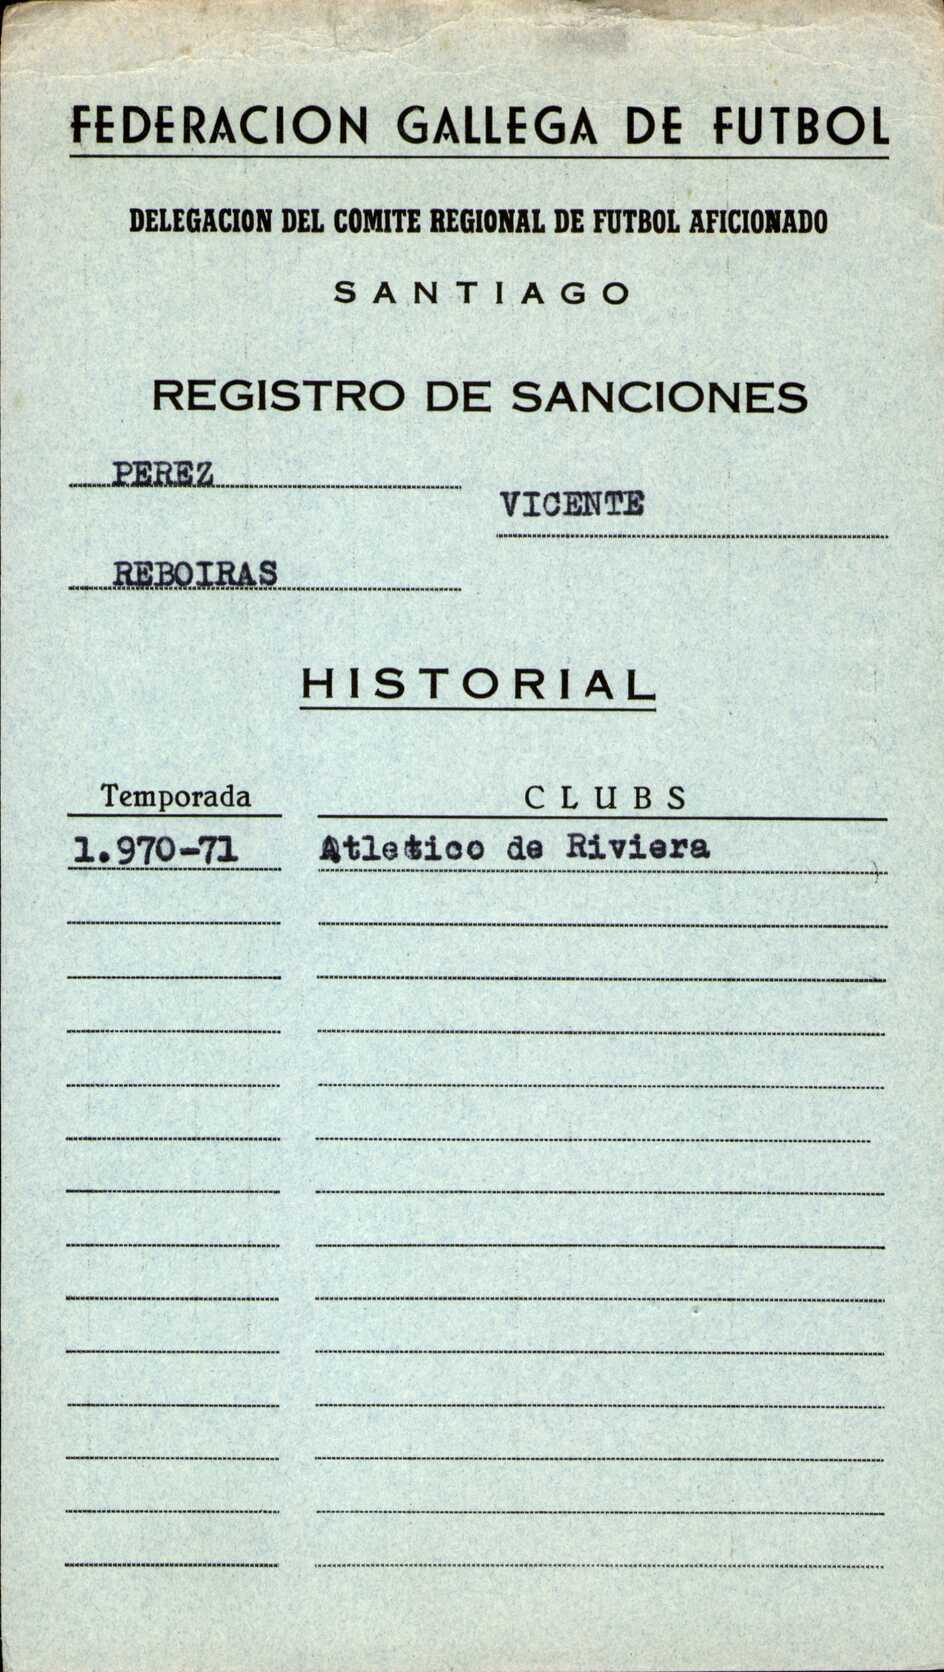 FEDERACION GALLEGA DE FUTBOL
DELEGACION DEL COMITE REGIONAL DE FUTBOL AFICIONADO
SANTIAGO
REGISTRO DE SANCIONES
PEREZ
VICENTE
REBOIRAS
HISTORIAL
Temporada CLUBS
1.970-71 Atletico de Riviera